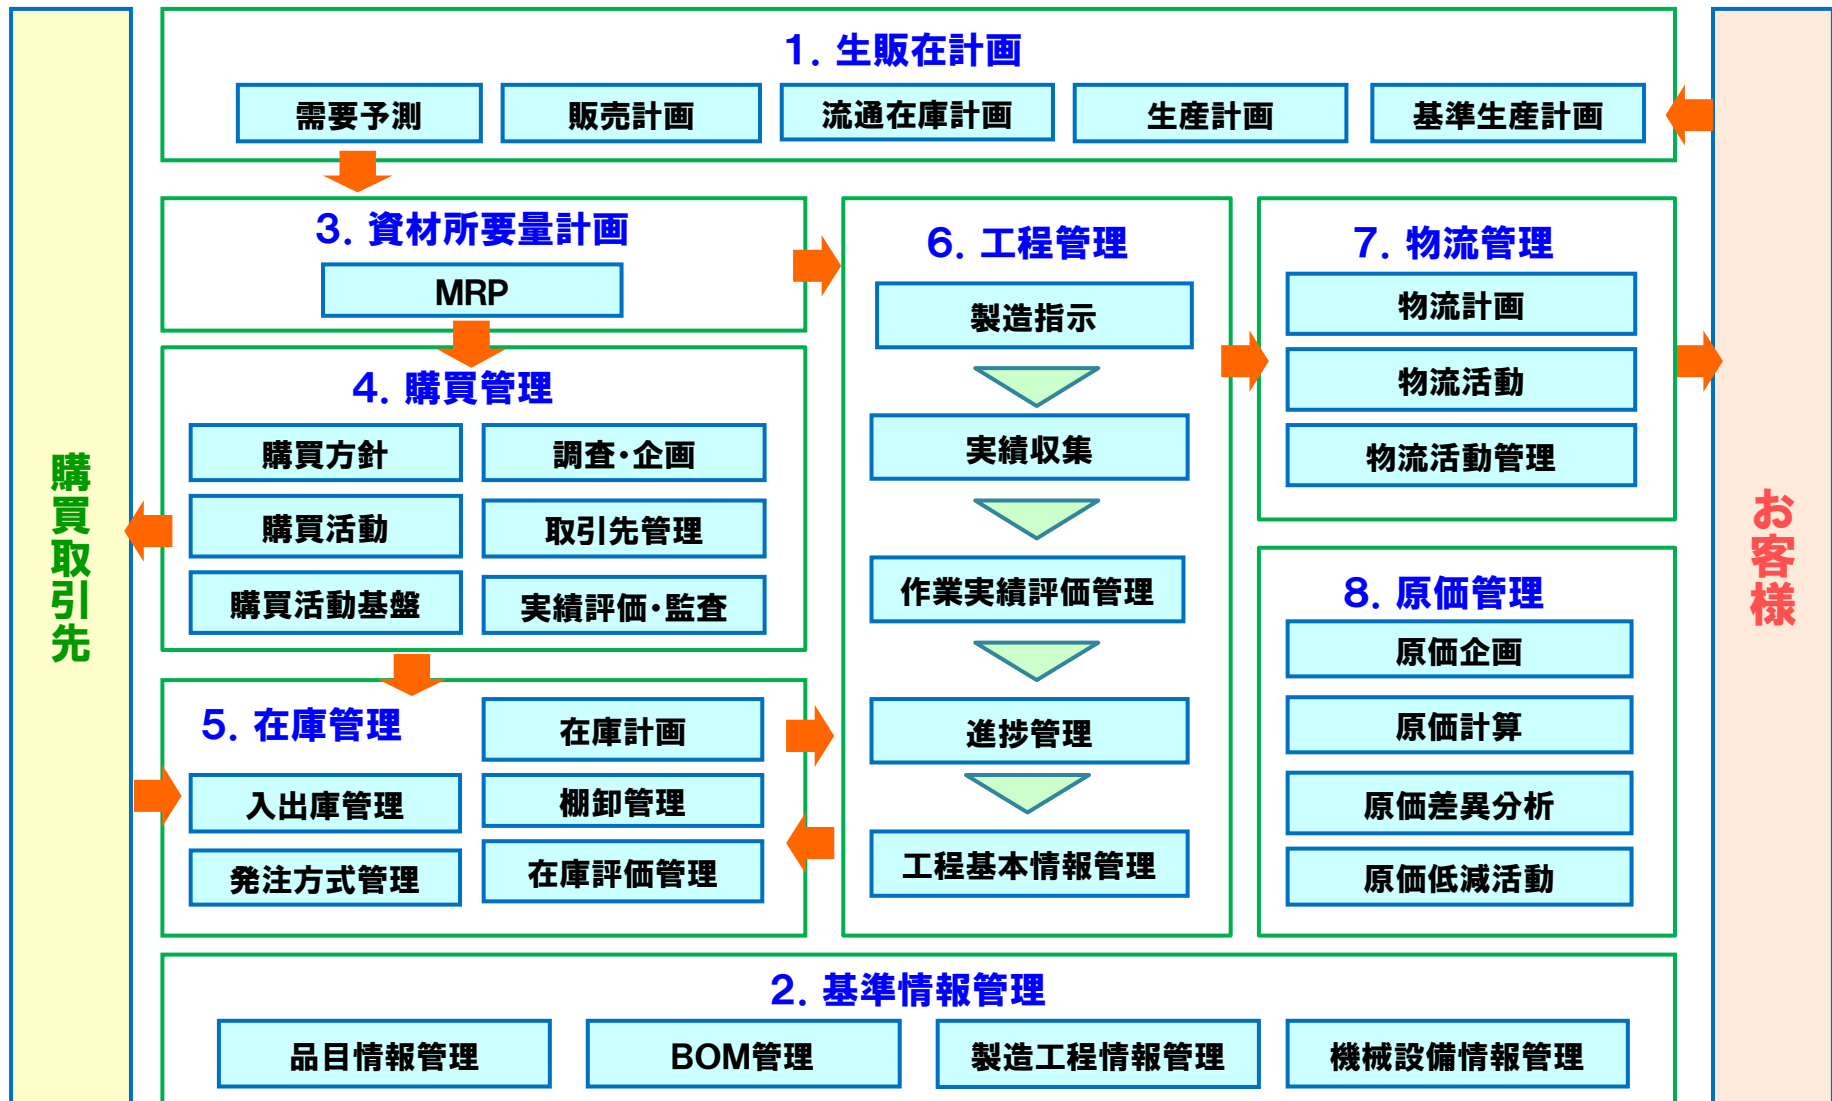 1. 生販在計画
需要予測
販売計画
流通在庫計画
生産計画
基準生産計画
3. 資材所要量計画
MRP
4. 購買管理
購買方針
調査・企画
購買活動
取引先管理
購買活動基盤
実績評価・監査
5. 在庫管理
在庫計画
入出庫管理
棚卸管理
発注方式管理
在庫評価管理
6. 工程管理
製造指示
実績収集
作業実績評価管理
進捗管理
工程基本情報管理
7. 物流管理
物流計画
物流活動
物流活動管理
8. 原価管理
原価企画
原価計算
原価差異分析
原価低減活動
2. 基準情報管理
品目情報管理
BOM管理
製造工程情報管理
機械設備情報管理
購買取引先
お客様